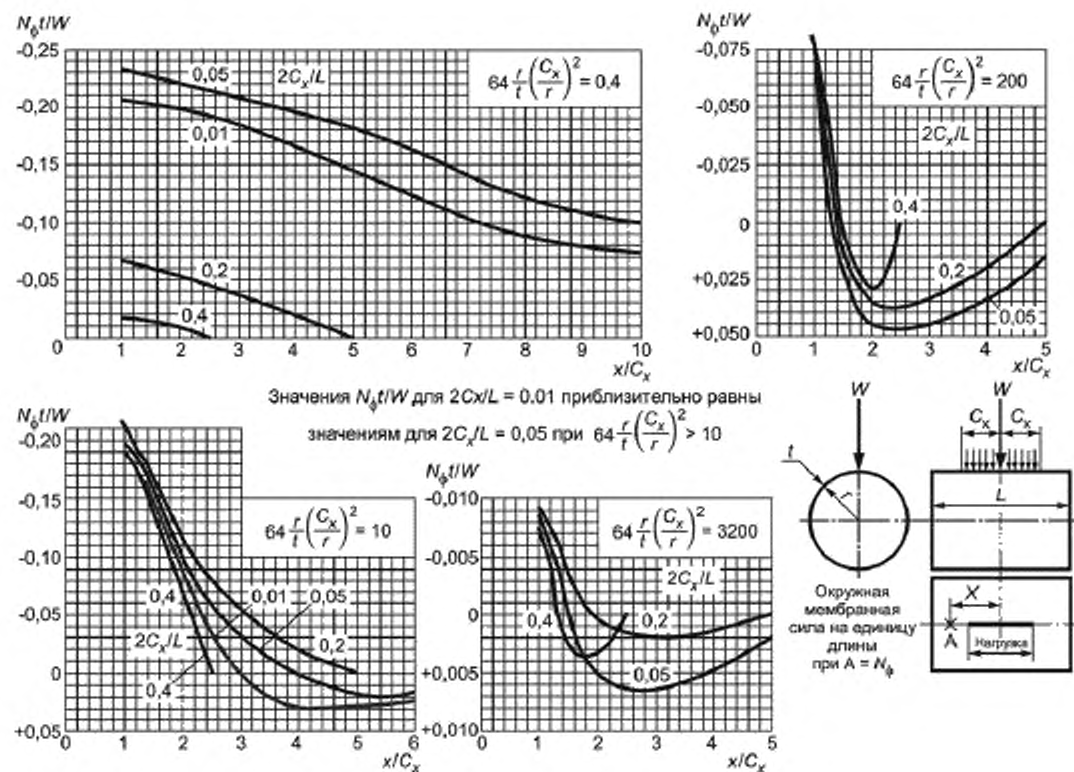 Nϕt/W
-0,25
-0,20
-0,15
-0,10
-0,05
0
1
2
3
4
5
6
7
8
9
10
x/Cx
0,05
2Cx/L
0,01
0,2
0,4
64 r/t (Cx/r)² = 0,4
Nϕt/W
-0,075
-0,050
-0,025
0
+0,025
+0,050
0
1
2
3
4
5
x/Cx
64 r/t (Cx/r)² = 200
2Cx/L
0,4
0,2
0,05
Значения Nϕt/W для 2Cx/L = 0.01 приблизительно равны
значениям для 2Cx/L = 0,05 при 64 r/t (Cx/r)² > 10
Nϕt/W
-0,20
-0,15
-0,10
-0,05
0
+0,05
0
1
2
3
4
5
6
x/Cx
64 r/t (Cx/r)² = 10
0,4
0,01
0,05
0,2
2Cx/L
0,4
Nϕt/W
-0,010
-0,005
0
+0,005
+0,010
0
1
2
3
4
5
x/Cx
64 r/t (Cx/r)² = 3200
2Cx/L
0,4
0,2
0,05
W
t
r
W
Cx
Cx
L
X
A
Нагрузка
Окружная
мембранная
сила на единицу
длины
при A = Nϕ